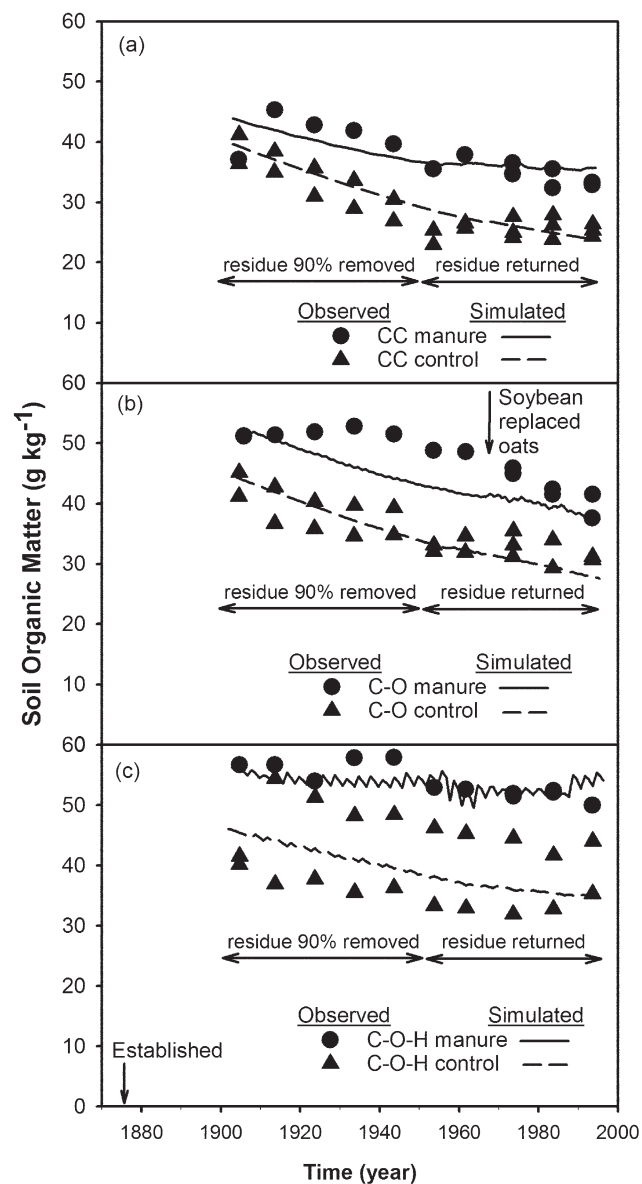 Soil Organic Matter (g kg⁻¹)
60
(a)
50
40
30
20
10
residue 90% removed
residue returned
Observed Simulated
CC manure
CC control
60
(b)
50
40
30
20
10
Soybean
replaced
oats
residue 90% removed
residue returned
Observed Simulated
C-O manure
C-O control
60
(c)
50
40
30
20
10
0
residue 90% removed
residue returned
Observed Simulated
C-O-H manure
C-O-H control
Established
1880 1900 1920 1940 1960 1980 2000
Time (year)